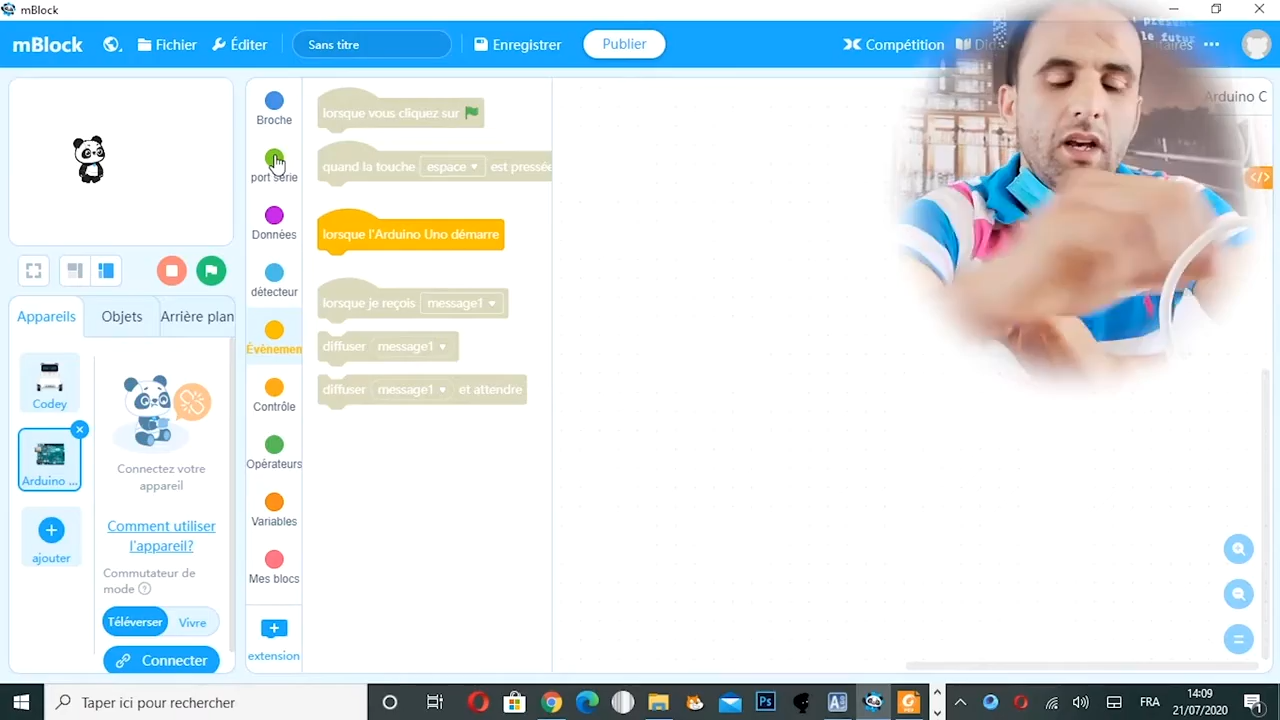 mBlock
mBlock
Fichier
Éditer
Sans titre
Enregistrer
Publier
Compétition
le futur
Arduino C
Broche
port série
Données
détecteur
Évènemen
Contrôle
Opérateurs
Variables
Mes blocs
extension
lorsque vous cliquez sur
quand la touche espace est pressée
lorsque l'Arduino Uno démarre
lorsque je reçois message1
diffuser message1
diffuser message1 et attendre
Appareils
Objets
Arrière plan
Codey
Arduino ...
ajouter
Connectez votre
appareil
Comment utiliser
l'appareil?
Commutateur de
mode ?
Téléverser
Vivre
Connecter
Taper ici pour rechercher
FRA
14:09
21/07/2020